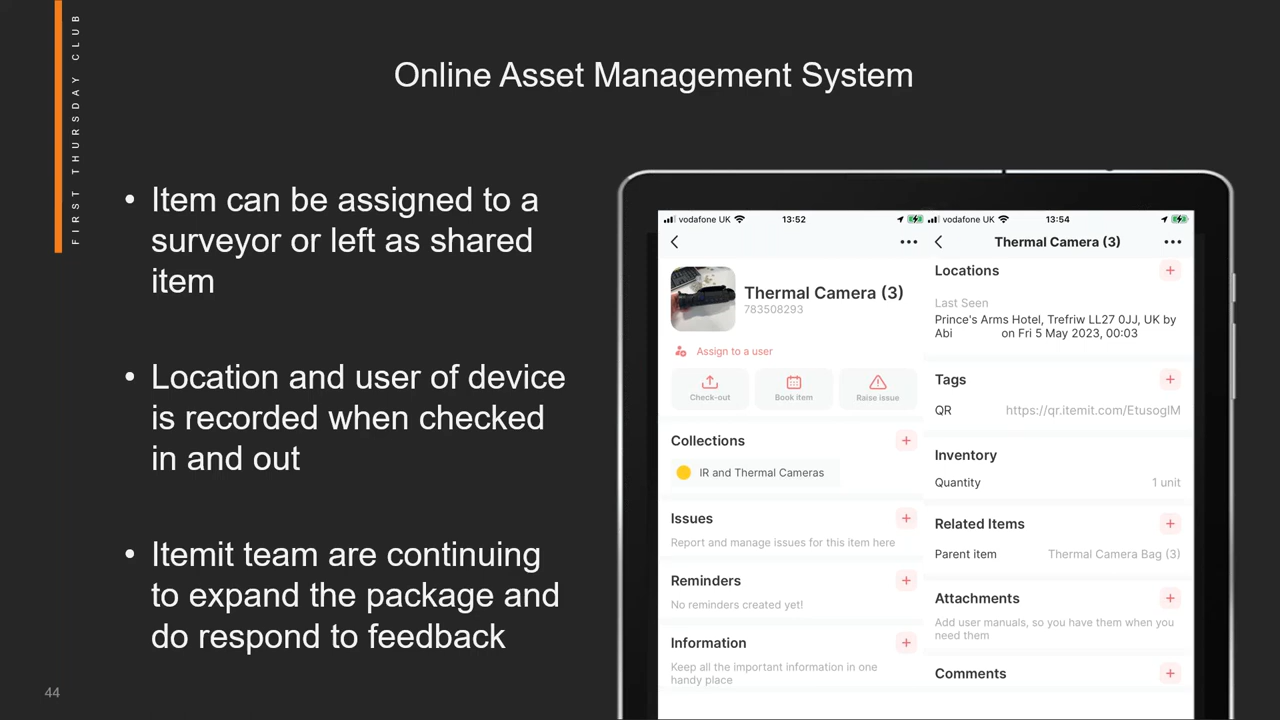 FIRST THURSDAY CLUB
Online Asset Management System
• Item can be assigned to a
surveyor or left as shared
item
• Location and user of device
is recorded when checked
in and out
• Itemit team are continuing
to expand the package and
do respond to feedback
44
vodafone UK
13:52
Thermal Camera (3)
783508293
Assign to a user
Check-out
Book item
Raise issue
Collections
IR and Thermal Cameras
Issues
Report and manage issues for this item here
Reminders
No reminders created yet!
Information
Keep all the important information in one
handy place
vodafone UK
13:54
Thermal Camera (3)
Locations
Last Seen
Prince's Arms Hotel, Trefriw LL27 0JJ, UK by
Abi on Fri 5 May 2023, 00:03
Tags
QR https://qr.itemit.com/EtusoglM
Inventory
Quantity 1 unit
Related Items
Parent item Thermal Camera Bag (3)
Attachments
Add user manuals, so you have them when you
need them
Comments